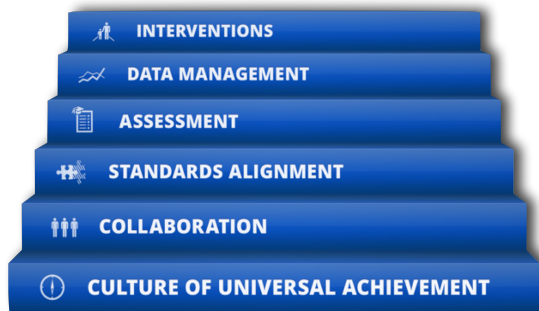 INTERVENTIONS
DATA MANAGEMENT
ASSESSMENT
STANDARDS ALIGNMENT
COLLABORATION
CULTURE OF UNIVERSAL ACHIEVEMENT